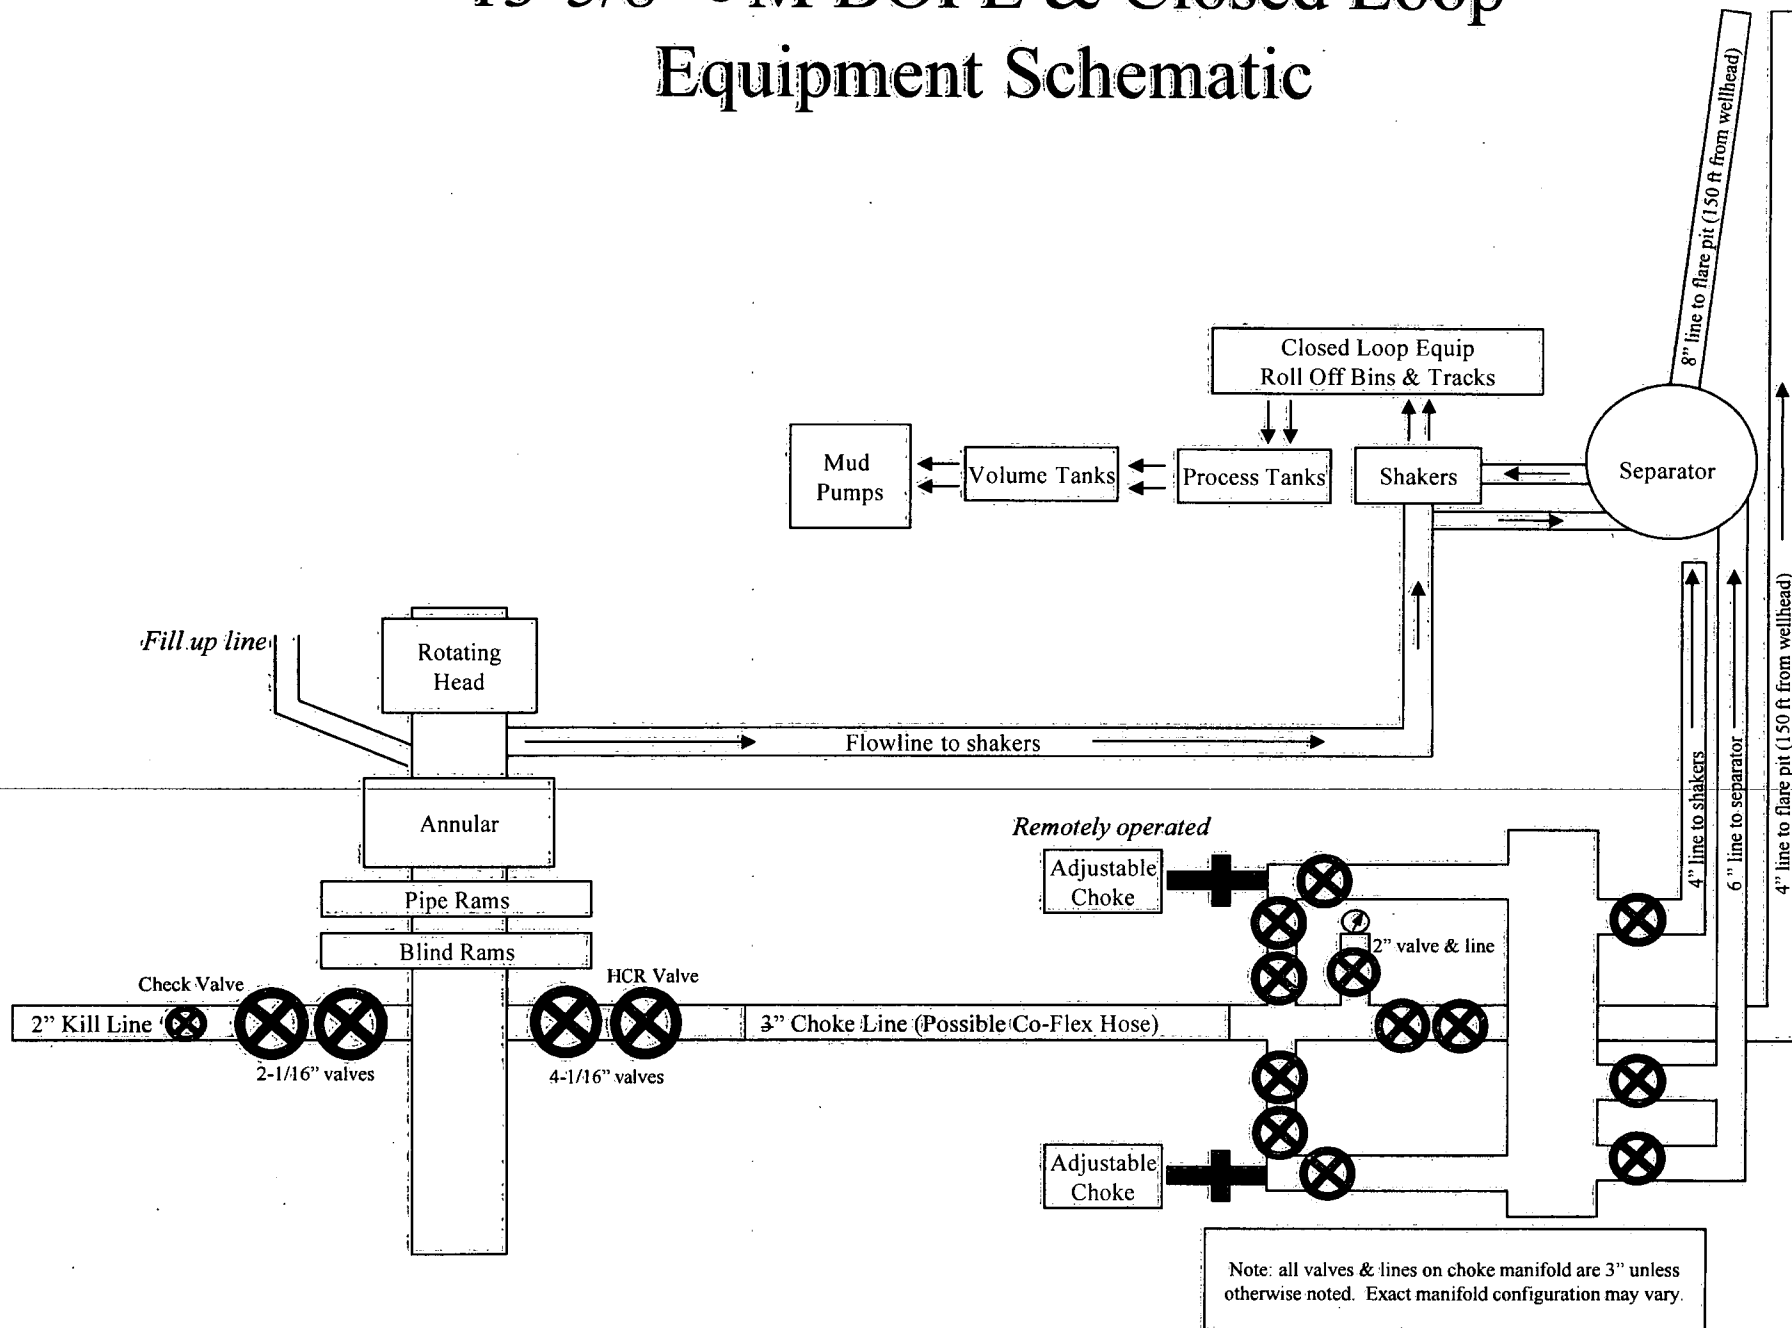 & Closed Loop
Equipment Schematic
8” line to flare pit (150 ft from wellhead)
Closed Loop Equip
Roll Off Bins & Tracks
Mud
Pumps
Volume Tanks
Process Tanks
Shakers
Separator
Fill up line
Rotating
Head
Flowline to shakers
4” line to shakers
6 ” line to separator
4” line to flare pit (150 ft from wellhead)
Annular
Remotely operated
Adjustable
Choke
Pipe Rams
Blind Rams
2” valve & line
Check Valve
HCR Valve
2” Kill Line
3” Choke Line (Possible Co-Flex Hose)
2-1/16” valves
4-1/16” valves
Adjustable
Choke
Note: all valves & lines on choke manifold are 3” unless
otherwise noted. Exact manifold configuration may vary.